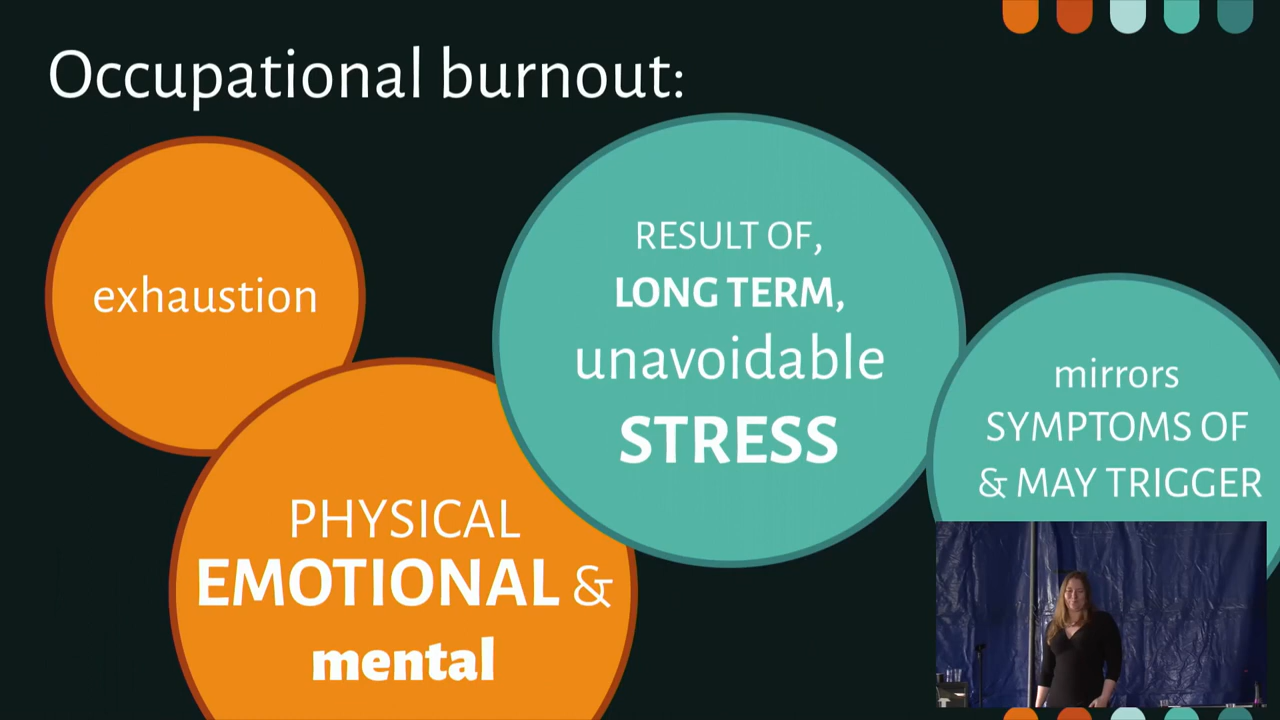 Occupational burnout:
exhaustion
PHYSICAL
EMOTIONAL &
mental
RESULT OF,
LONG TERM,
unavoidable
STRESS
mirrors
SYMPTOMS OF
& MAY TRIGGER